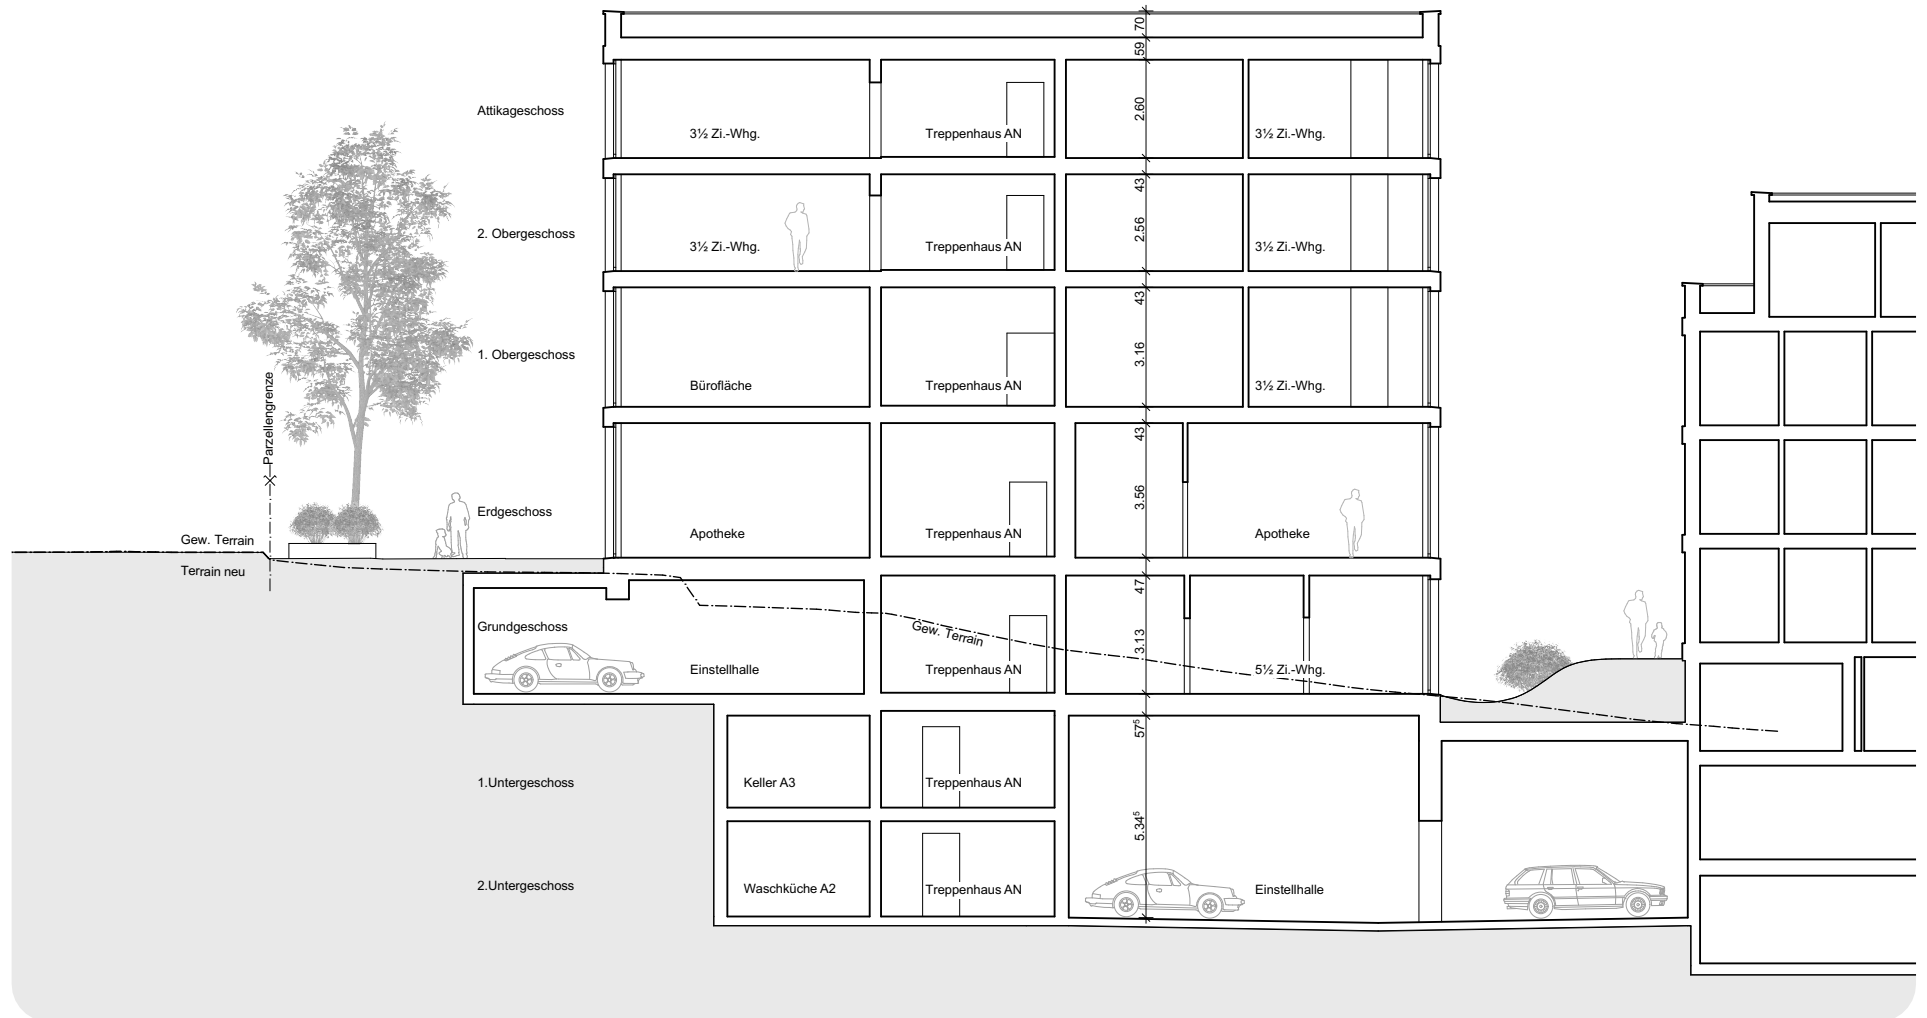 70
59
Attikageschoss
2.60
3½ Zi.-Whg.
Treppenhaus AN
3½ Zi.-Whg.
43
2. Obergeschoss
2.56
3½ Zi.-Whg.
Treppenhaus AN
3½ Zi.-Whg.
43
1. Obergeschoss
3.16
Bürofläche
Treppenhaus AN
3½ Zi.-Whg.
Parzellengrenze
43
Erdgeschoss
3.56
Apotheke
Treppenhaus AN
Apotheke
Gew. Terrain
Terrain neu
47
Grundgeschoss
Gew. Terrain
3.13
Einstellhalle
Treppenhaus AN
5½ Zi.-Whg.
57⁵
1.Untergeschoss
Keller A3
Treppenhaus AN
5.34⁵
2.Untergeschoss
Waschküche A2
Treppenhaus AN
Einstellhalle